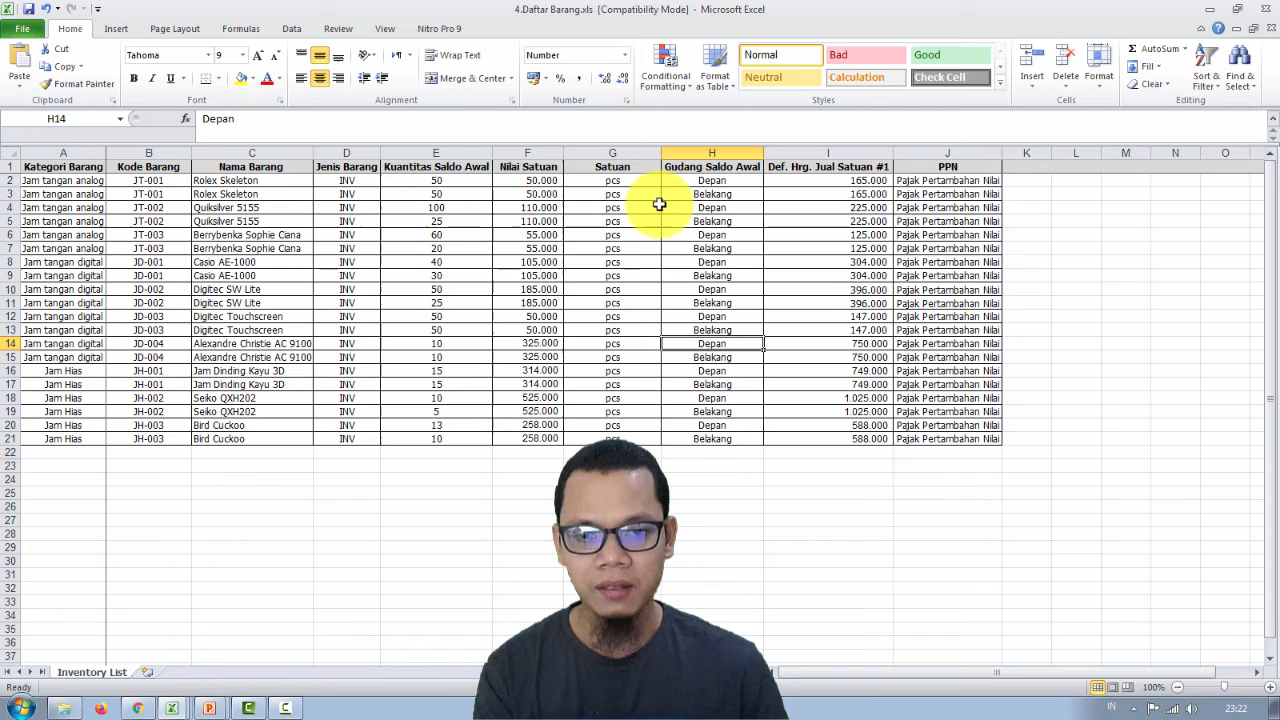 4.Daftar Barang.xls [Compatibility Mode] - Microsoft Excel
File Home Insert Page Layout Formulas Data Review View Nitro Pro 9
Paste Cut Copy Format Painter Clipboard
Tahoma 9 B I U Font
Wrap Text Merge & Center Alignment
Number % , Number
Conditional Formatting Format as Table Normal Bad Good Neutral Calculation Check Cell Styles
Insert Delete Format Cells
AutoSum Fill Clear Sort & Filter Find & Select Editing
H14 fx Depan
A B C D E F G H I J K L M N O
1 Kategori Barang Kode Barang Nama Barang Jenis Barang Kuantitas Saldo Awal Nilai Satuan Satuan Gudang Saldo Awal Def. Hrg. Jual Satuan #1 PPN
2 Jam tangan analog JT-001 Rolex Skeleton INV 50 50.000 pcs Depan 165.000 Pajak Pertambahan Nilai
3 Jam tangan analog JT-001 Rolex Skeleton INV 50 50.000 pcs Belakang 165.000 Pajak Pertambahan Nilai
4 Jam tangan analog JT-002 Quiksilver 5155 INV 100 110.000 pcs Depan 225.000 Pajak Pertambahan Nilai
5 Jam tangan analog JT-002 Quiksilver 5155 INV 25 110.000 pcs Belakang 225.000 Pajak Pertambahan Nilai
6 Jam tangan analog JT-003 Berrybenka Sophie Ciana INV 60 55.000 pcs Depan 125.000 Pajak Pertambahan Nilai
7 Jam tangan analog JT-003 Berrybenka Sophie Ciana INV 20 55.000 pcs Belakang 125.000 Pajak Pertambahan Nilai
8 Jam tangan digital JD-001 Casio AE-1000 INV 40 105.000 pcs Depan 304.000 Pajak Pertambahan Nilai
9 Jam tangan digital JD-001 Casio AE-1000 INV 30 105.000 pcs Belakang 304.000 Pajak Pertambahan Nilai
10 Jam tangan digital JD-002 Digitec SW Lite INV 50 185.000 pcs Depan 396.000 Pajak Pertambahan Nilai
11 Jam tangan digital JD-002 Digitec SW Lite INV 25 185.000 pcs Belakang 396.000 Pajak Pertambahan Nilai
12 Jam tangan digital JD-003 Digitec Touchscreen INV 50 50.000 pcs Depan 147.000 Pajak Pertambahan Nilai
13 Jam tangan digital JD-003 Digitec Touchscreen INV 50 50.000 pcs Belakang 147.000 Pajak Pertambahan Nilai
14 Jam tangan digital JD-004 Alexandre Christie AC 9100 INV 10 325.000 pcs Depan 750.000 Pajak Pertambahan Nilai
15 Jam tangan digital JD-004 Alexandre Christie AC 9100 INV 10 325.000 pcs Belakang 750.000 Pajak Pertambahan Nilai
16 Jam Hias JH-001 Jam Dinding Kayu 3D INV 15 314.000 pcs Depan 749.000 Pajak Pertambahan Nilai
17 Jam Hias JH-001 Jam Dinding Kayu 3D INV 15 314.000 pcs Belakang 749.000 Pajak Pertambahan Nilai
18 Jam Hias JH-002 Seiko QXH202 INV 10 525.000 pcs Depan 1.025.000 Pajak Pertambahan Nilai
19 Jam Hias JH-002 Seiko QXH202 INV 5 525.000 pcs Belakang 1.025.000 Pajak Pertambahan Nilai
20 Jam Hias JH-003 Bird Cuckoo INV 13 258.000 pcs Depan 588.000 Pajak Pertambahan Nilai
21 Jam Hias JH-003 Bird Cuckoo INV 10 258.000 pcs Belakang 588.000 Pajak Pertambahan Nilai
22
23
24
25
26
27
28
29
30
31
32
33
34
35
36
37
Inventory List
Ready 100%
IN 23:22